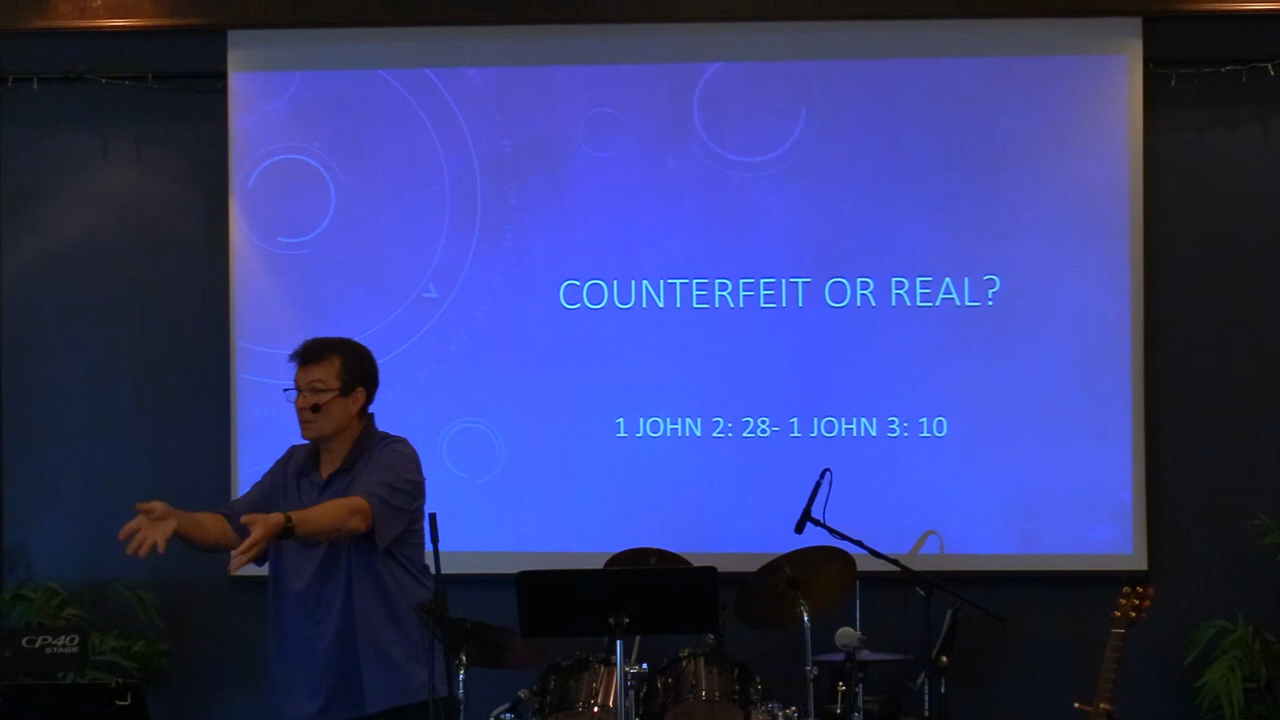 COUNTERFEIT OR REAL?
1 JOHN 2: 28- 1 JOHN 3: 10
CP40
STAGE